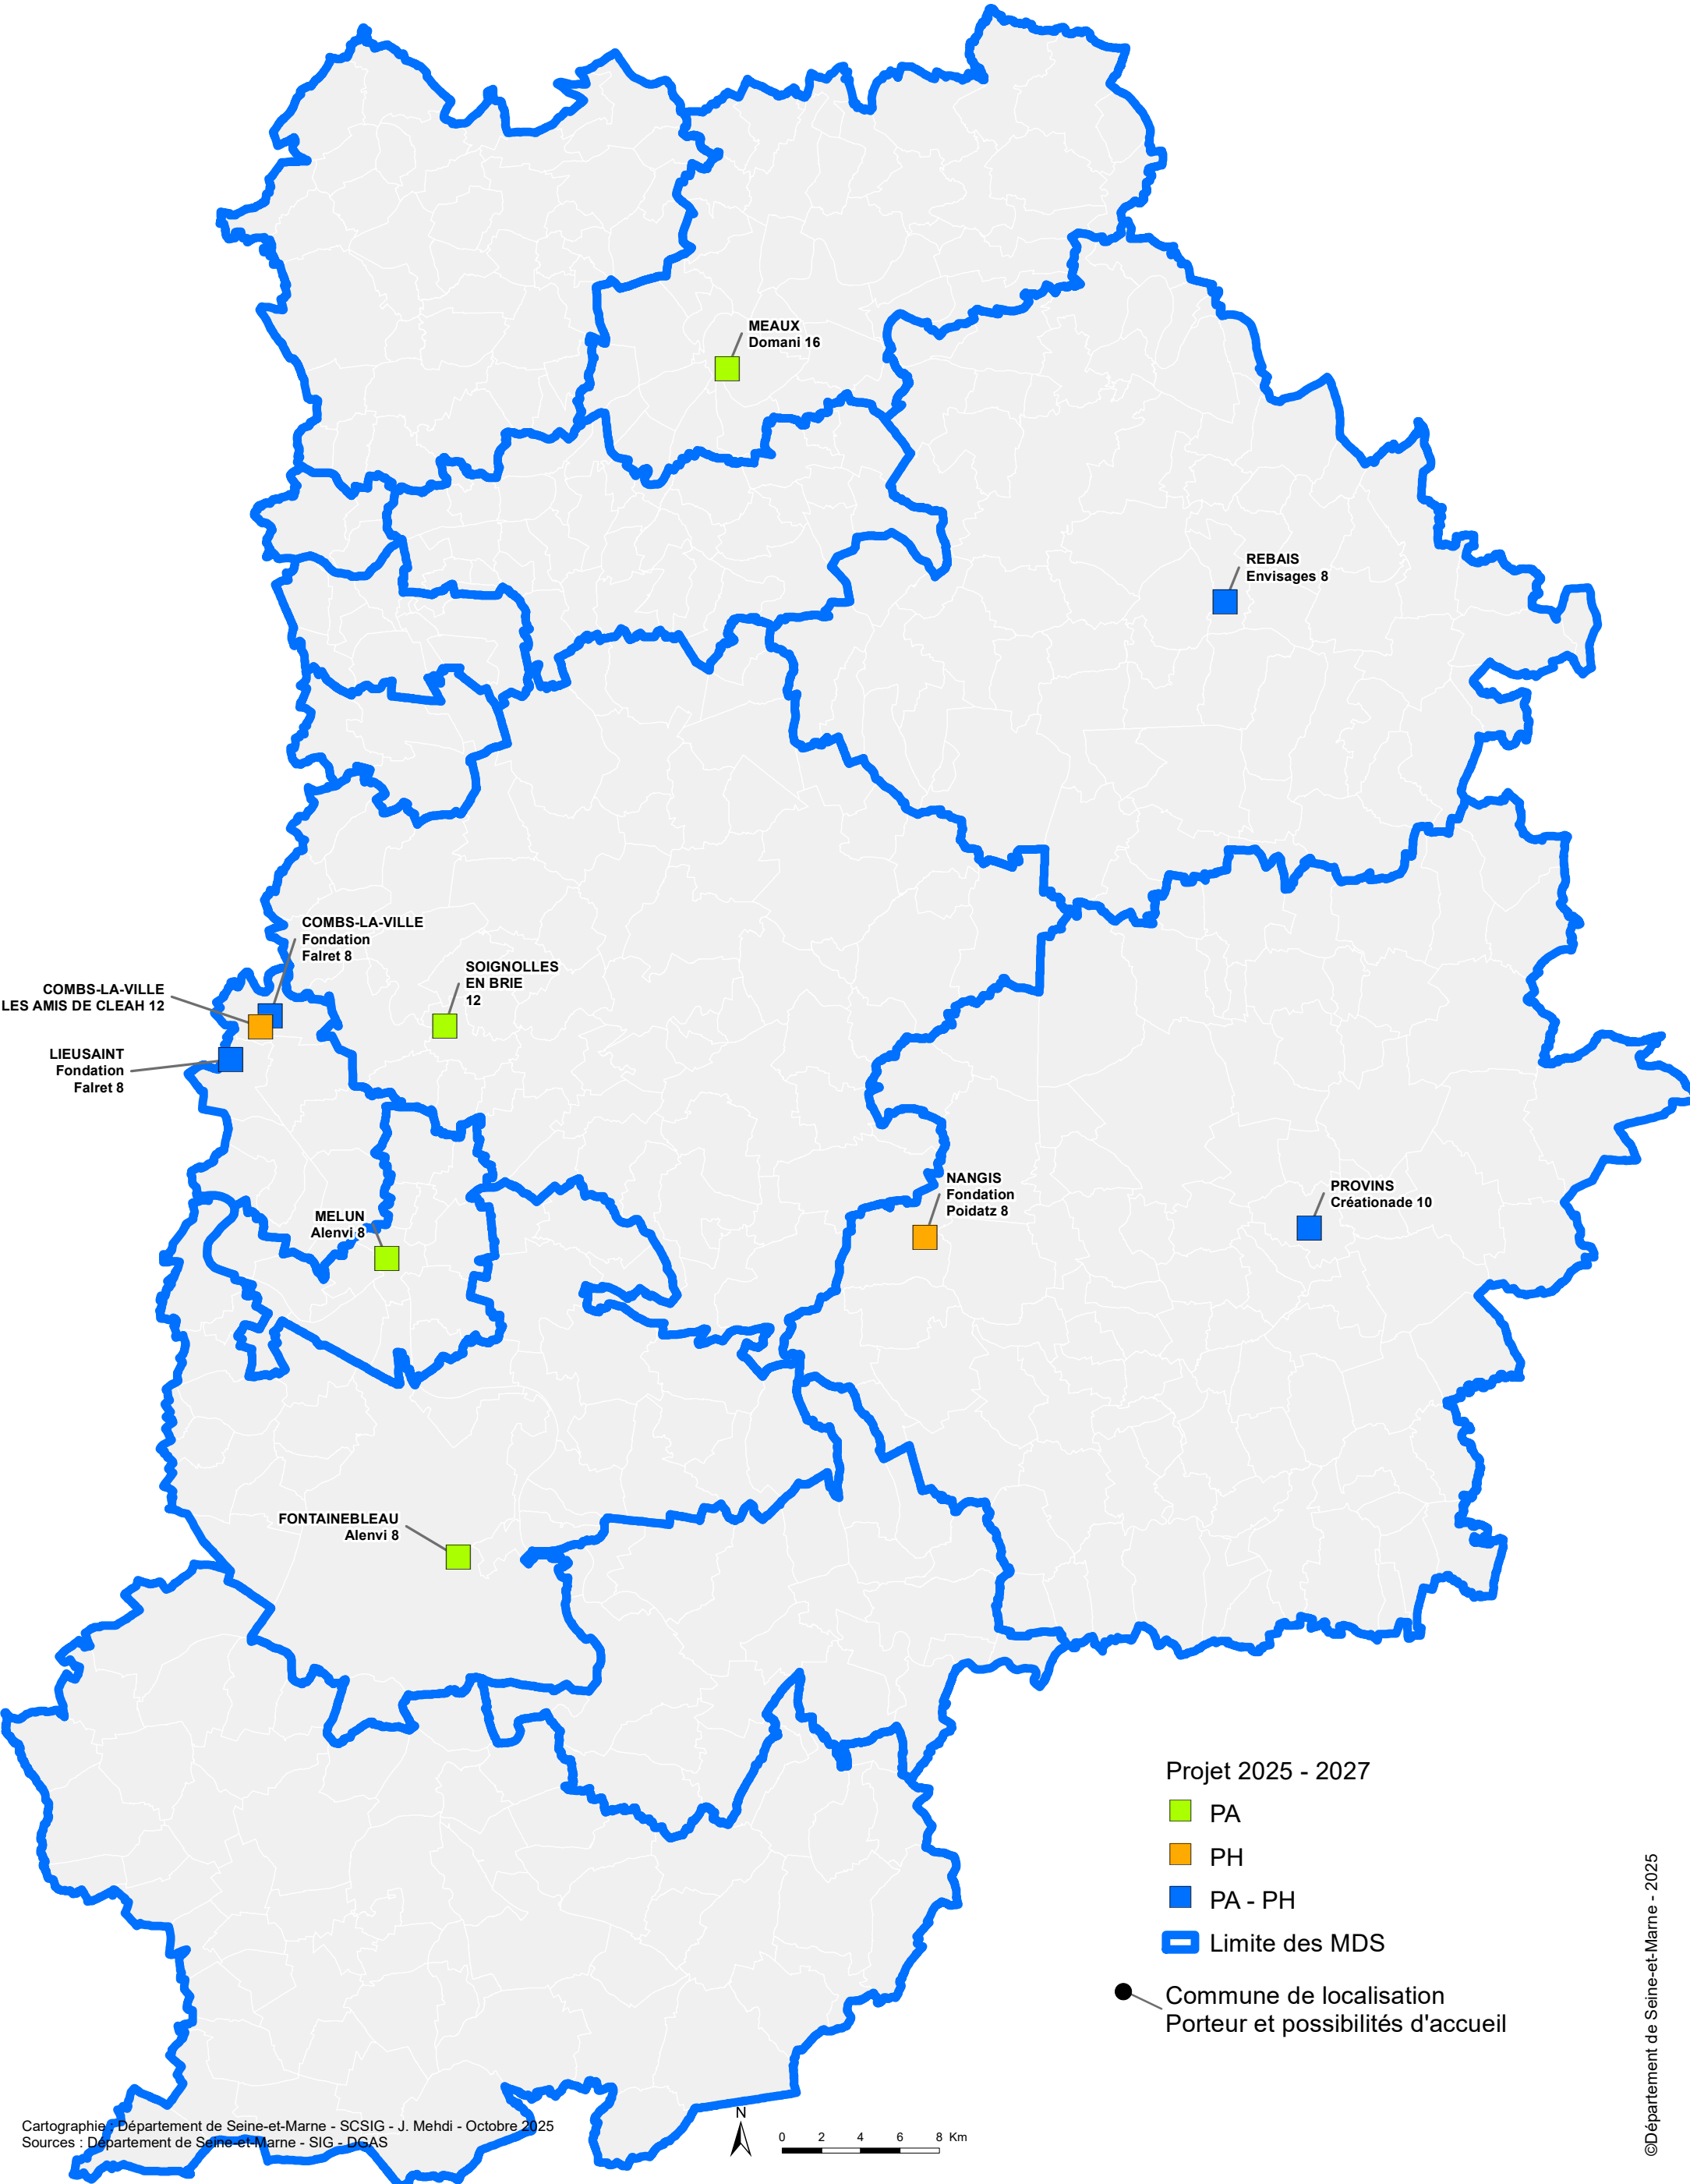 MEAUX
Domani 16
REBAIS
Envisages 8
COMBS-LA-VILLE
Fondation
Falret 8
SOIGNOLLES
EN BRIE
12
COMBS-LA-VILLE
LES AMIS DE CLEAH 12
LIEUSAINT
Fondation
Falret 8
NANGIS
Fondation
Poidatz 8
PROVINS
Créationade 10
MELUN
Alenvi 8
FONTAINEBLEAU
Alenvi 8
Projet 2025 - 2027
PA
PH
PA - PH
Limite des MDS
Commune de localisation
Porteur et possibilités d'accueil
©Département de Seine-et-Marne - 2025
Cartographie : Département de Seine-et-Marne - SCSIG - J. Mehdi - Octobre 2025
Sources : Département de Seine-et-Marne - SIG - DGAS
N
0 2 4 6 8 Km